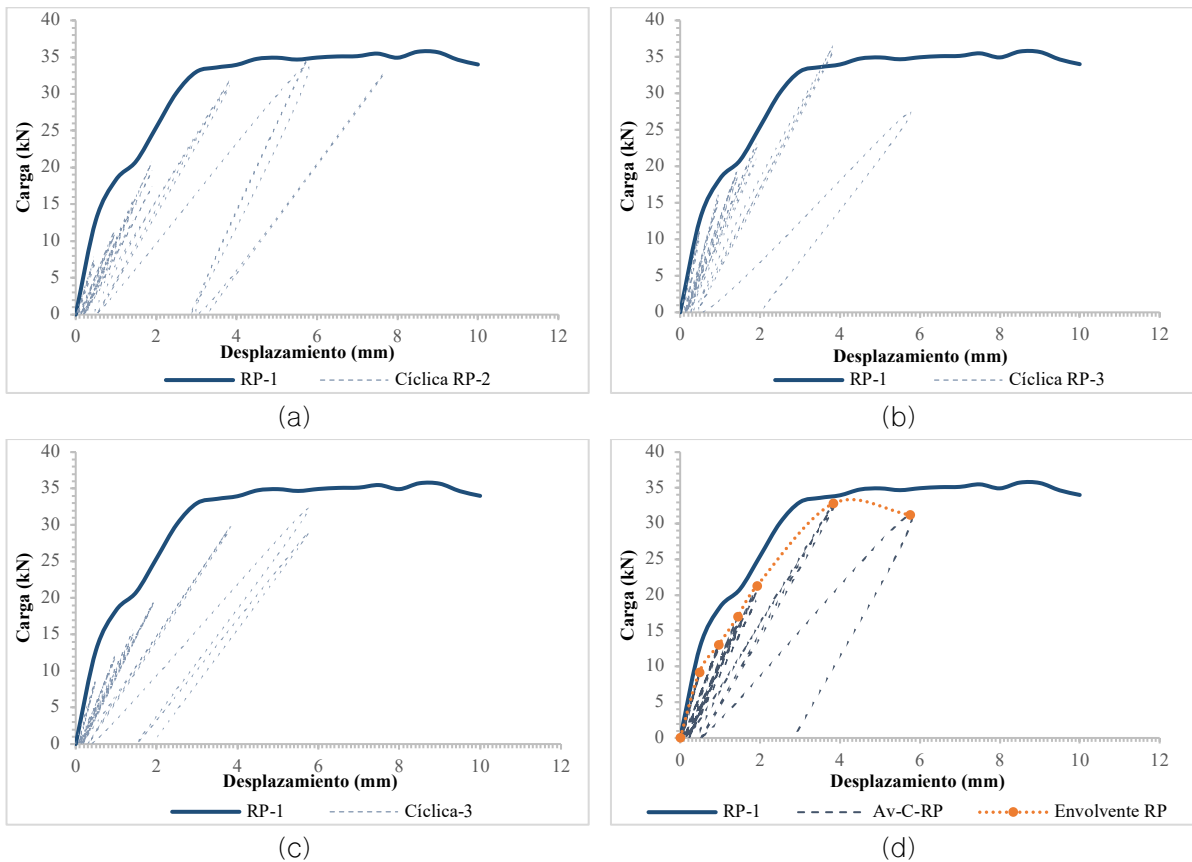 40
35
30
25
20
15
10
5
0
Carga (kN)
0 2 4 6 8 10 12
Desplazamiento (mm)
RP-1 Cíclica RP-2
(a)
40
35
30
25
20
15
10
5
0
Carga (kN)
0 2 4 6 8 10 12
Desplazamiento (mm)
RP-1 Cíclica RP-3
(b)
40
35
30
25
20
15
10
5
0
Carga (kN)
0 2 4 6 8 10 12
Desplazamiento (mm)
RP-1 Cíclica-3
(c)
40
35
30
25
20
15
10
5
0
Carga (kN)
0 2 4 6 8 10 12
Desplazamiento (mm)
RP-1 Av-C-RP Envolvente RP
(d)